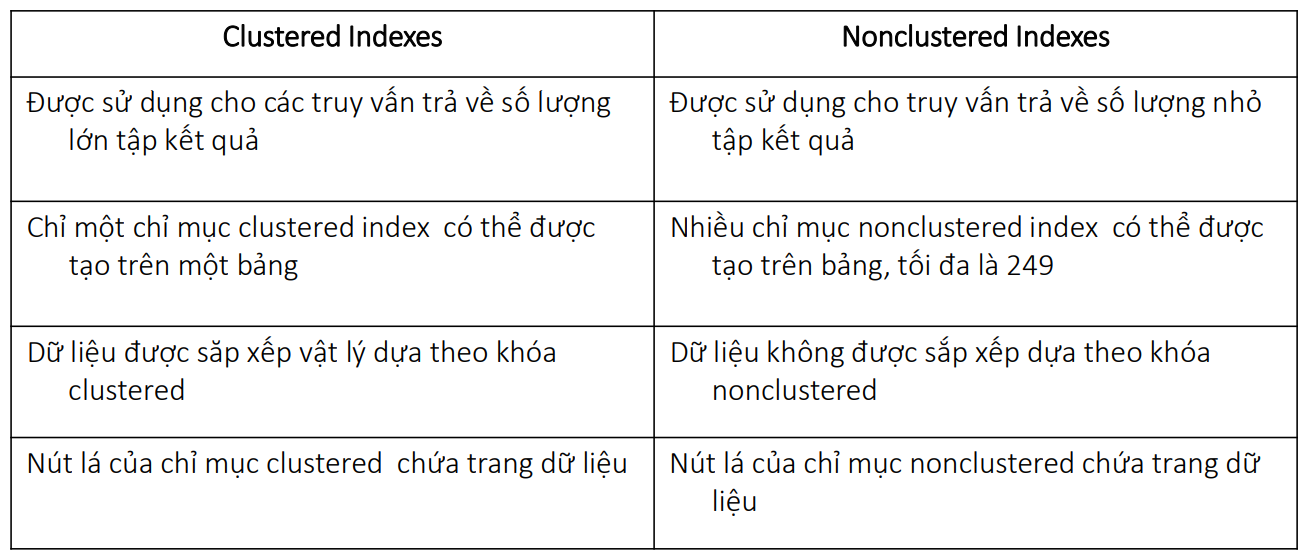 Clustered Indexes
Nonclustered Indexes
Được sử dụng cho các truy vấn trả về số lượng
lớn tập kết quả
Được sử dụng cho truy vấn trả về số lượng nhỏ
tập kết quả
Chỉ một chỉ mục clustered index có thể được
tạo trên một bảng
Nhiều chỉ mục nonclustered index có thể được
tạo trên bảng, tối đa là 249
Dữ liệu được săp xếp vật lý dựa theo khóa
clustered
Dữ liệu không được sắp xếp dựa theo khóa
nonclustered
Nút lá của chỉ mục clustered chứa trang dữ liệu
Nút lá của chỉ mục nonclustered chứa trang dữ
liệu